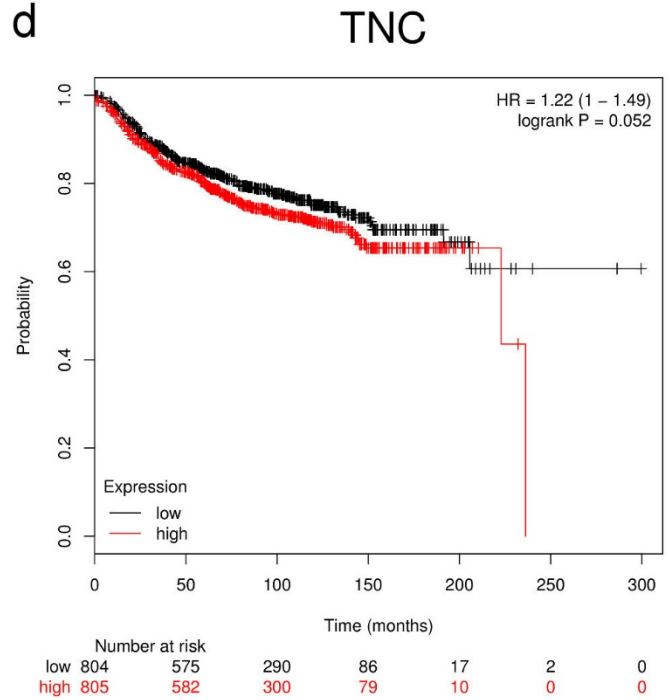 d
TNC
HR = 1.22 (1 − 1.49)
logrank P = 0.052
Probability
1.0
0.8
0.6
0.4
0.2
0.0
Expression
low
high
0 50 100 150 200 250 300
Time (months)
Number at risk
low 804 575 290 86 17 2 0
high 805 582 300 79 10 0 0